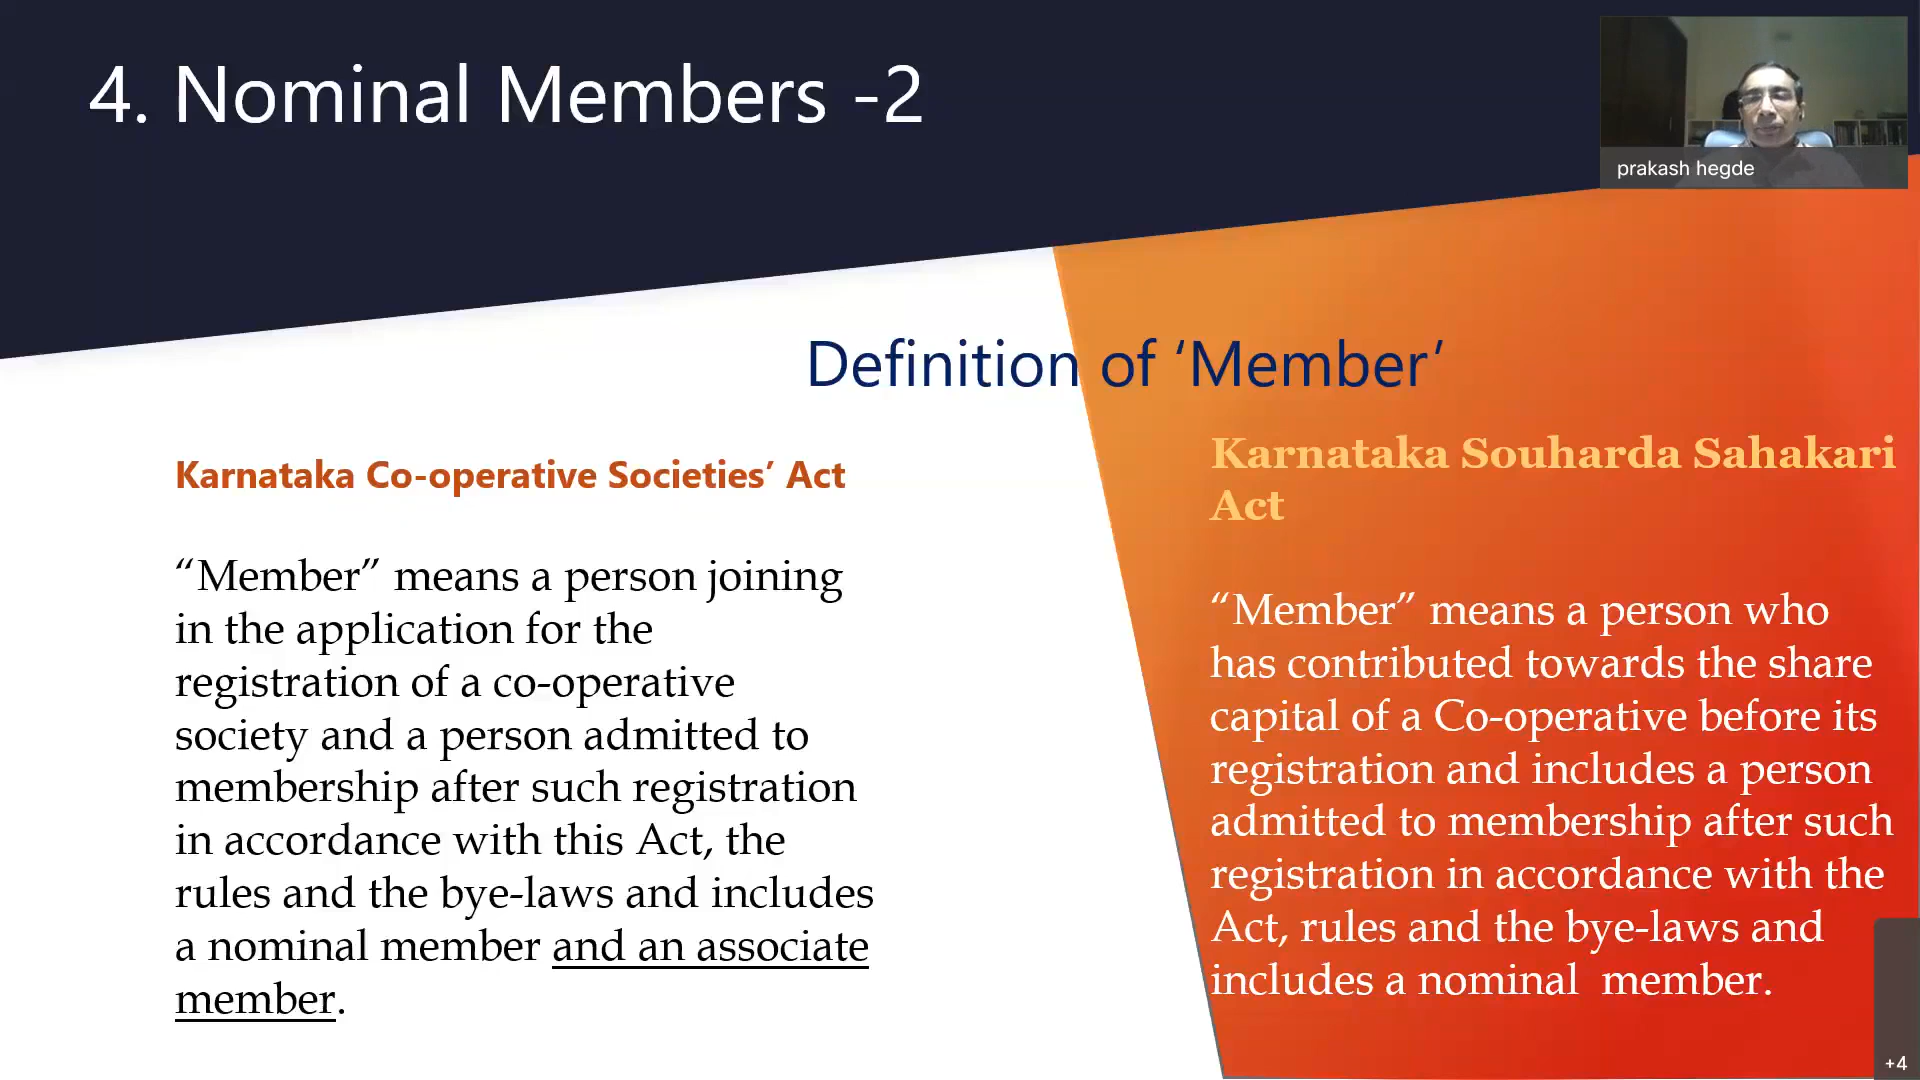 4. Nominal Members -2
prakash hegde
Definition of ‘Member’
Karnataka Co-operative Societies’ Act
“Member” means a person joining
in the application for the
registration of a co-operative
society and a person admitted to
membership after such registration
in accordance with this Act, the
rules and the bye-laws and includes
a nominal member and an associate
member.
Karnataka Souharda Sahakari
Act
“Member” means a person who
has contributed towards the share
capital of a Co-operative before its
registration and includes a person
admitted to membership after such
registration in accordance with the
Act, rules and the bye-laws and
includes a nominal  member.
+4